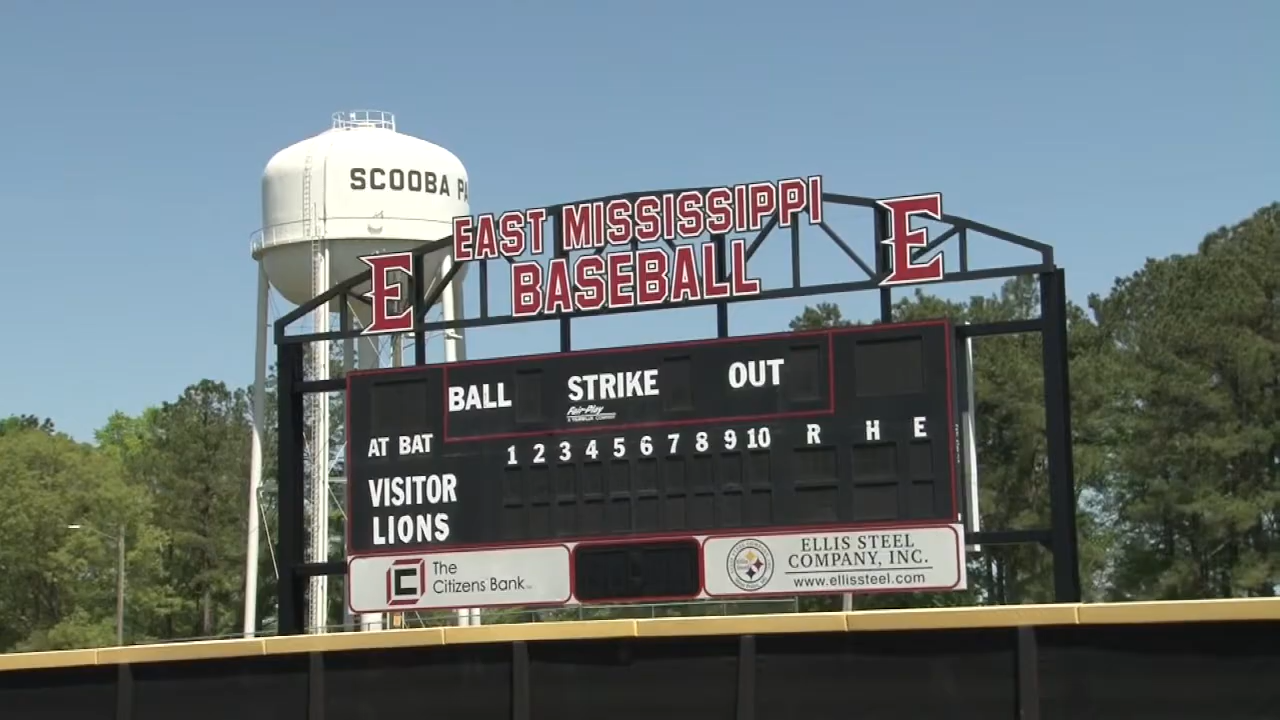 SCOOBA PA
EAST MISSISSIPPI
BASEBALL
E
E
BALL STRIKE OUT
Fair-Play
AT BAT
1 2 3 4 5 6 7 8 9 10 R H E
VISITOR
LIONS
C The
Citizens Bank
ELLIS STEEL
COMPANY, INC.
www.ellissteel.com